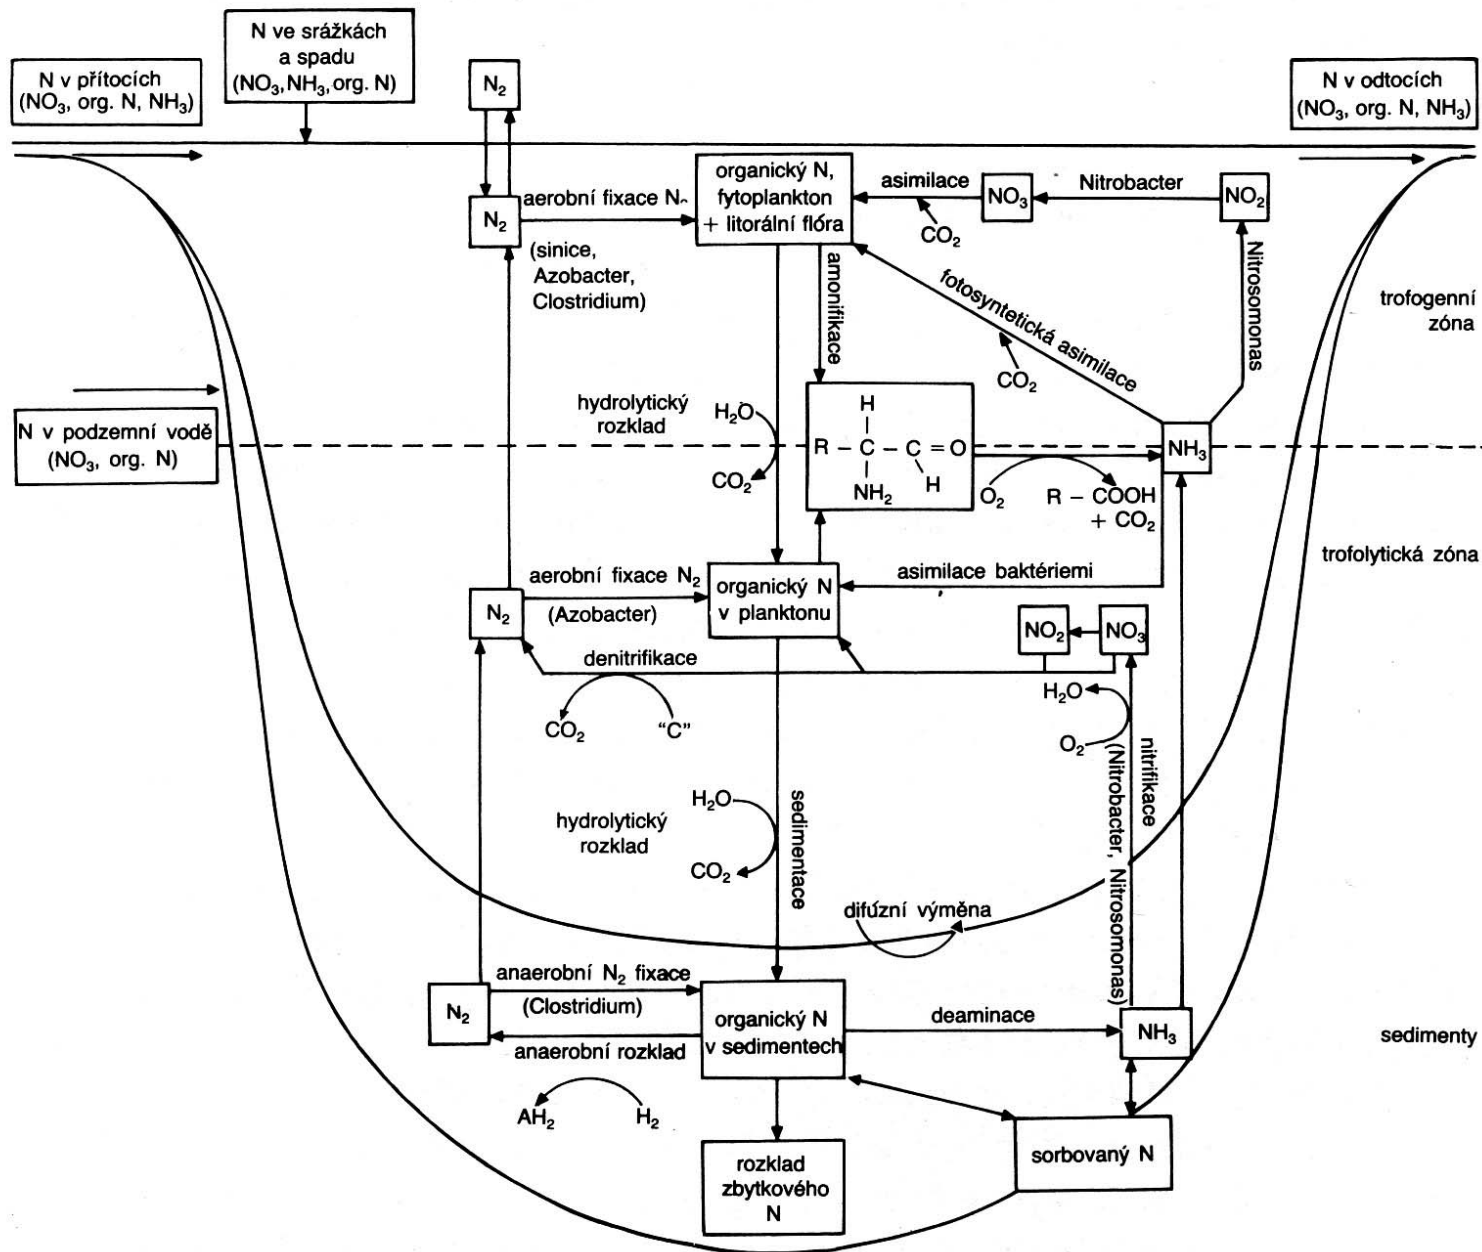 N ve srážkách
a spadu
(NO₃, NH₃, org. N)
N v přítocích
(NO₃, org. N, NH₃)
N₂
N v odtocích
(NO₃, org. N, NH₃)
organický N,
fytoplankton
+ litorální flóra
asimilace
NO₃
Nitrobacter
NO₂
CO₂
N₂
aerobní fixace N
(sinice,
Azobacter,
Clostridium)
amonifikace
fotosyntetická asimilace
CO₂
Nitrosomonas
trofogenní
zóna
N v podzemní vodě
(NO₃, org. N)
hydrolytický
rozklad
H₂O
CO₂
H
R – C – C = O
NH₂ H
O₂
R – COOH
+ CO₂
NH₃
trofolytická zóna
N₂
aerobní fixace N₂
(Azobacter)
organický N
v planktonu
asimilace baktériemi
NO₂
NO₃
denitrifikace
CO₂
"C"
H₂O
O₂
nitrifikace
(Nitrobacter, Nitrosomonas)
hydrolytický
rozklad
H₂O
CO₂
sedimentace
difúzní výměna
N₂
anaerobní N₂ fixace
(Clostridium)
anaerobní rozklad
organický N
v sedimentech
deaminace
NH₃
sedimenty
AH₂
H₂
rozklad
zbytkového
N
sorbovaný N